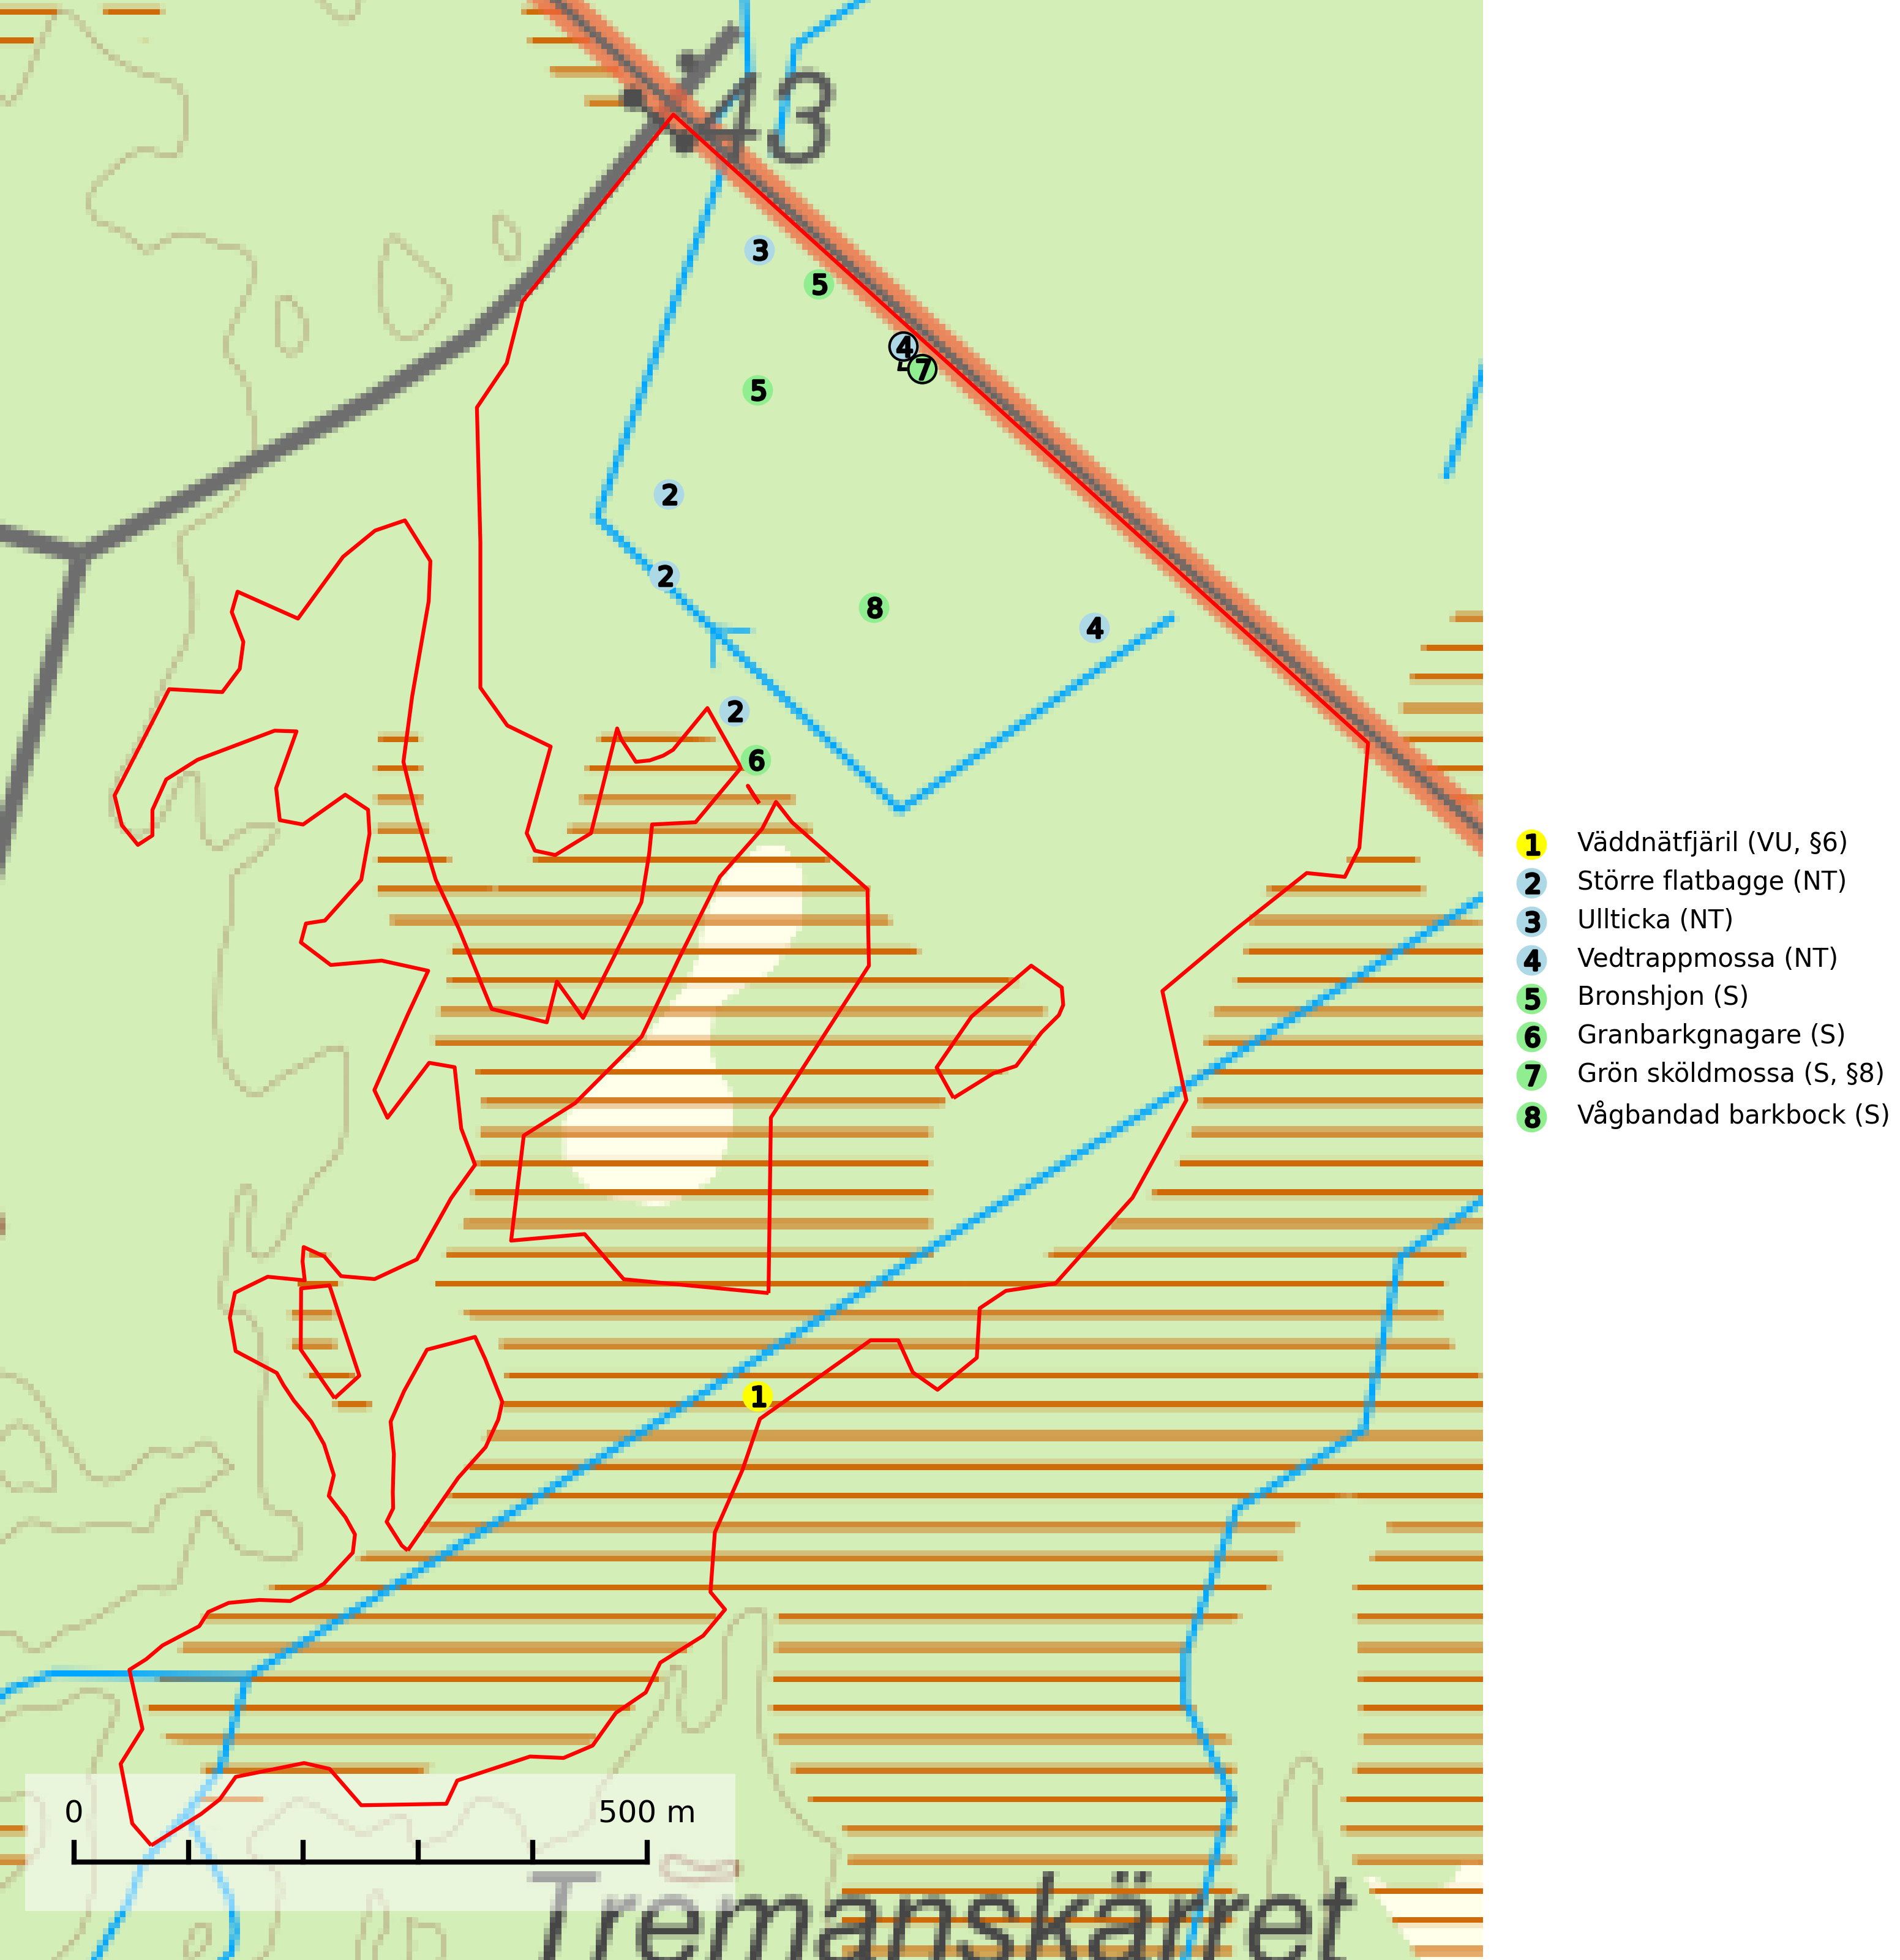 43
3
5
4
7
5
2
2
8
4
2
6
1
1 Väddnätfjäril (VU, §6)
2 Större flatbagge (NT)
3 Ullticka (NT)
4 Vedtrappmossa (NT)
5 Bronshjon (S)
6 Granbarkgnagare (S)
7 Grön sköldmossa (S, §8)
8 Vågbandad barkbock (S)
0 500 m
Tremanskärret